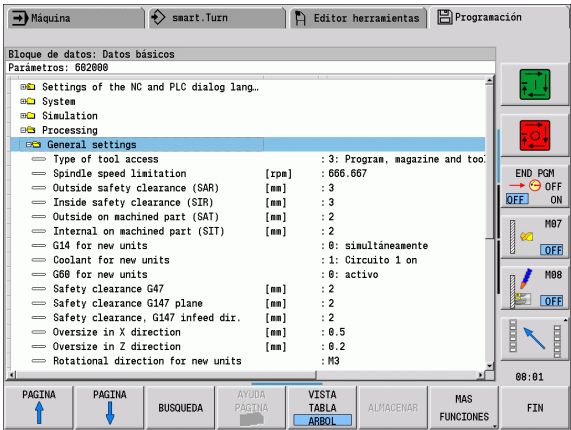 Máquina
smart.Turn
Editor herramientas
Programación
Bloque de datos: Datos básicos
Parámetros: 602000
Settings of the NC and PLC dialog lang…
System
Simulation
Processing
General settings
Type of tool access : 3: Program, magazine and tool
Spindle speed limitation [rpm] : 666.667
Outside safety clearance (SAR) [mm] : 3
Inside safety clearance (SIR) [mm] : 3
Outside on machined part (SAT) [mm] : 2
Internal on machined part (SIT) [mm] : 2
G14 for new units : 0: simultáneamente
Coolant for new units : 1: Circuito 1 on
G60 for new units : 0: activo
Safety clearance G47 [mm] : 2
Safety clearance G147 plane [mm] : 2
Safety clearance, G147 infeed dir. [mm] : 2
Oversize in X direction [mm] : 0.5
Oversize in Z direction [mm] : 0.2
Rotational direction for new units : M3
END PGM
OFF
OFF ON
M07
OFF
M08
OFF
08:01
PAGINA
PAGINA
BUSQUEDA
AYUDA
PÁGINA
VISTA
TABLA
ARBOL
ALMACENAR
MAS
FUNCIONES
FIN